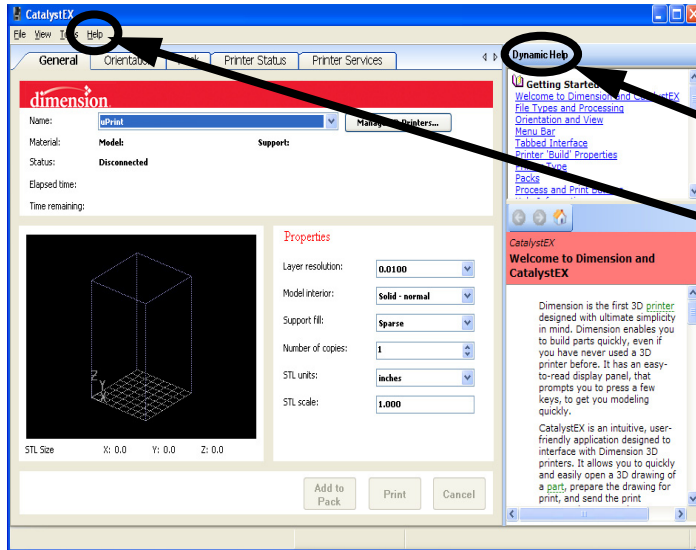 CatalystEX
File View Tools Help
General Orientation Pack Printer Status Printer Services
dimension
Name: uPrint Manage 3D Printers...
Material: Model: Support:
Status: Disconnected
Elapsed time:
Time remaining:
Properties
Layer resolution: 0.0100
Model interior: Solid - normal
Support fill: Sparse
Number of copies: 1
STL units: inches
STL scale: 1.000
Z
Y
X
STL Size X: 0.0 Y: 0.0 Z: 0.0
Add to
Pack
Print Cancel
Dynamic Help
Getting Started
Welcome to Dimension and CatalystEX
File Types and Processing
Orientation and View
Menu Bar
Tabbed Interface
Printer 'Build' Properties
Type
Packs
Process and Print
CatalystEX
Welcome to Dimension and
CatalystEX
Dimension is the first 3D printer
designed with ultimate simplicity
in mind. Dimension enables you
to build parts quickly, even if
you have never used a 3D
printer before. It has an easy-
to-read display panel, that
prompts you to press a few
keys, to get you modeling
quickly.
CatalystEX is an intuitive, user-
friendly application designed to
interface with Dimension 3D
printers. It allows you to quickly
and easily open a 3D drawing of
a part, prepare the drawing for
print, and send the print